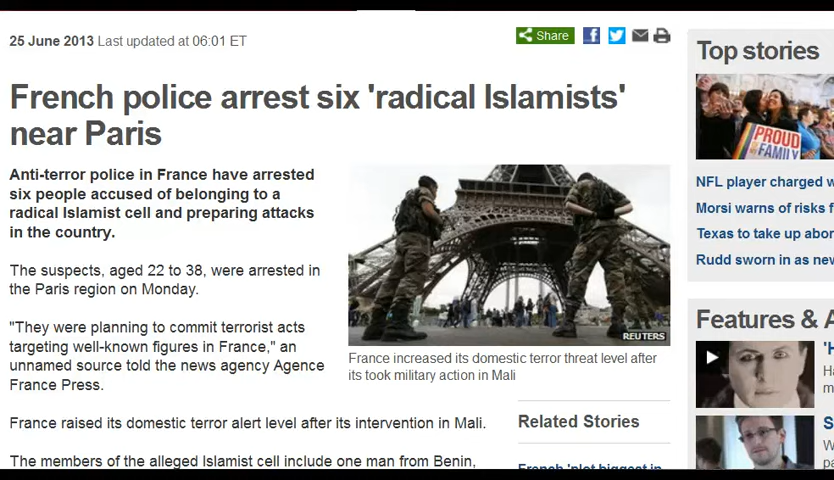 25 June 2013 Last updated at 06:01 ET
Share
French police arrest six 'radical Islamists'
near Paris
Anti-terror police in France have arrested
six people accused of belonging to a
radical Islamist cell and preparing attacks
in the country.
The suspects, aged 22 to 38, were arrested in
the Paris region on Monday.
"They were planning to commit terrorist acts
targeting well-known figures in France," an
unnamed source told the news agency Agence
France Press.
REUTERS
France increased its domestic terror threat level after
its took military action in Mali
France raised its domestic terror alert level after its intervention in Mali.
The members of the alleged Islamist cell include one man from Benin,
Related Stories
French 'plot biggest in
Top stories
PROUD
FAMILY
NFL player charged
Morsi warns of risks
Texas to take up
Rudd sworn in as
Features &